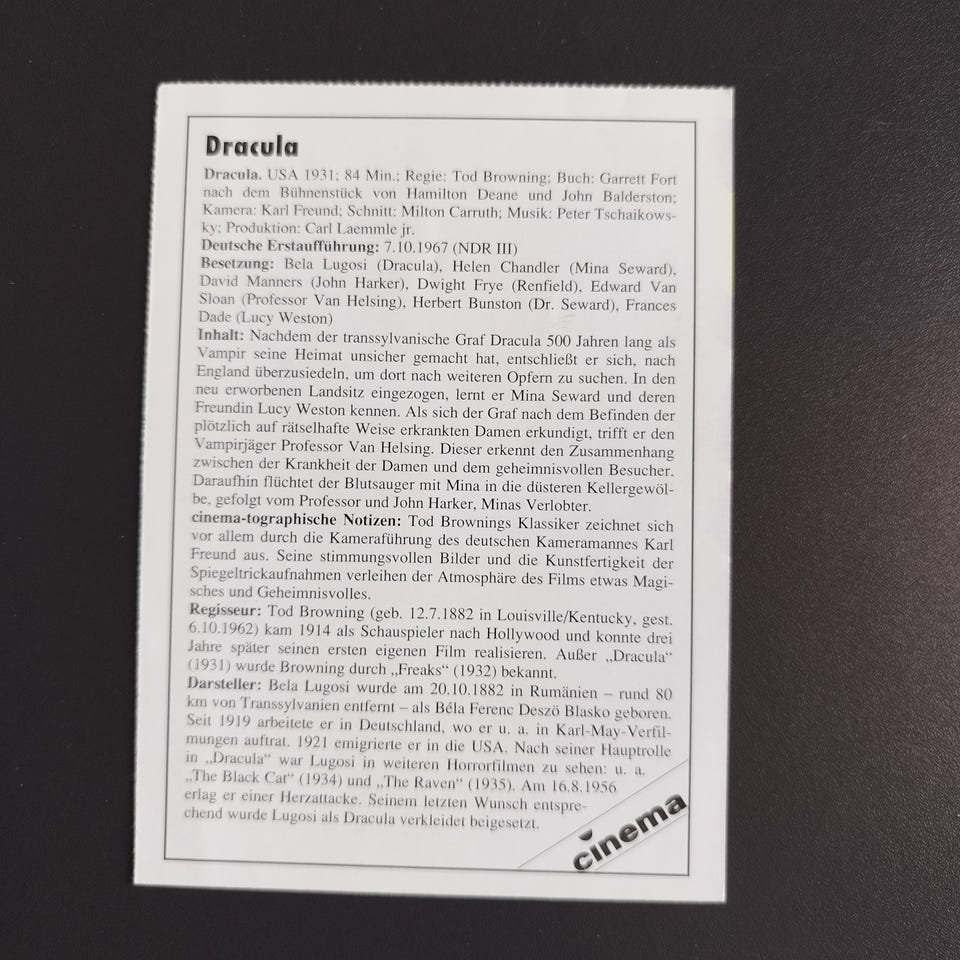 Dracula
Dracula. USA 1931; 84 Min.; Regie: Tod Browning; Buch: Garrett Fort
nach dem Bühnenstück von Hamilton Deane und John Balderston;
Kamera: Karl Freund; Schnitt: Milton Carruth; Musik: Peter Tschaikows-
ky; Produktion: Carl Laemmle jr.
Deutsche Erstaufführung: 7.10.1967 (NDR III)
Besetzung: Bela Lugosi (Dracula), Helen Chandler (Mina Seward),
David Manners (John Harker), Dwight Frye (Renfield), Edward Van
Sloan (Professor Van Helsing), Herbert Bunston (Dr. Seward), Frances
Dade (Lucy Weston)
Inhalt: Nachdem der transsylvanische Graf Dracula 500 Jahren lang als
Vampir seine Heimat unsicher gemacht hat, entschließt er sich, nach
England überzusiedeln, um dort nach weiteren Opfern zu suchen. In den
neu erworbenen Landsitz eingezogen, lernt er Mina Seward und deren
Freundin Lucy Weston kennen. Als sich der Graf nach dem Befinden der
plötzlich auf rätselhafte Weise erkrankten Damen erkundigt, trifft er den
Vampirjäger Professor Van Helsing. Dieser erkennt den Zusammenhang
zwischen der Krankheit der Damen und dem geheimnisvollen Besucher.
Daraufhin flüchtet der Blutsauger mit Mina in die düsteren Kellergewöl-
be, gefolgt vom Professor und John Harker, Minas Verlobter.
cinema-tographische Notizen: Tod Brownings Klassiker zeichnet sich
vor allem durch die Kameraführung des deutschen Kameramannes Karl
Freund aus. Seine stimmungsvollen Bilder und die Kunstfertigkeit der
Spiegeltrickaufnahmen verleihen der Atmosphäre des Films etwas Magi-
sches und Geheimnisvolles.
Regisseur: Tod Browning (geb. 12.7.1882 in Louisville/Kentucky, gest.
6.10.1962) kam 1914 als Schauspieler nach Hollywood und konnte drei
Jahre später seinen ersten eigenen Film realisieren. Außer „Dracula“
(1931) wurde Browning durch „Freaks“ (1932) bekannt.
Darsteller: Bela Lugosi wurde am 20.10.1882 in Rumänien – rund 80
km von Transsylvanien entfernt – als Béla Ferenc Deszö Blasko geboren.
Seit 1919 arbeitete er in Deutschland, wo er u. a. in Karl-May-Verfil-
mungen auftrat. 1921 emigrierte er in die USA. Nach seiner Hauptrolle
in „Dracula“ war Lugosi in weiteren Horrorfilmen zu sehen: u. a.
„The Black Cat“ (1934) und „The Raven“ (1935). Am 16.8.1956
erlag er einer Herzattacke. Seinem letzten Wunsch entspre-
chend wurde Lugosi als Dracula verkleidet beigesetzt.
cinema